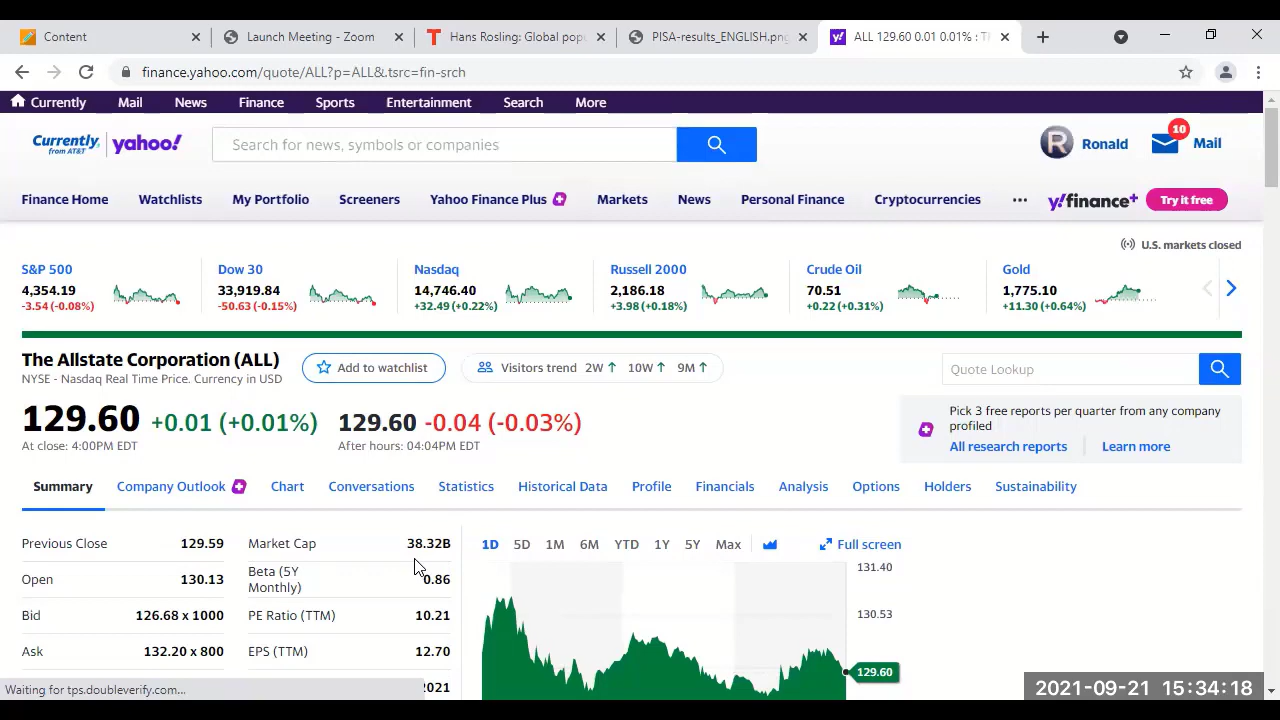 Content
Launch Meeting - Zoom
Hans Rosling: Global popu
PISA-results_ENGLISH.png
ALL 129.60 0.01 0.01% : Th
finance.yahoo.com/quote/ALL?p=ALL&.tsrc=fin-srch
Currently Mail News Finance Sports Entertainment Search More
Currently, from AT&T yahoo!
Search for news, symbols or companies
R Ronald 10 Mail
Finance Home Watchlists My Portfolio Screeners Yahoo Finance Plus Markets News Personal Finance Cryptocurrencies ... y!finance+ Try it free
U.S. markets closed
S&P 500 Dow 30 Nasdaq Russell 2000 Crude Oil Gold
4,354.19 33,919.84 14,746.40 2,186.18 70.51 1,775.10
-3.54 (-0.08%) -50.63 (-0.15%) +32.49 (+0.22%) +3.98 (+0.18%) +0.22 (+0.31%) +11.30 (+0.64%)
The Allstate Corporation (ALL) Add to watchlist Visitors trend 2W ↑ 10W ↑ 9M ↑ Quote Lookup
NYSE - Nasdaq Real Time Price. Currency in USD
129.60 +0.01 (+0.01%) 129.60 -0.04 (-0.03%)
At close: 4:00PM EDT After hours: 04:04PM EDT
Pick 3 free reports per quarter from any company
profiled
All research reports Learn more
Summary Company Outlook Chart Conversations Statistics Historical Data Profile Financials Analysis Options Holders Sustainability
Previous Close 129.59
Open 130.13
Bid 126.68 x 1000
Ask 132.20 x 800
Market Cap 38.32B
Beta (5Y
Monthly) 0.86
PE Ratio (TTM) 10.21
EPS (TTM) 12.70
2021
1D 5D 1M 6M YTD 1Y 5Y Max Full screen
131.40
130.53
129.60
Waiting for tps.doubleverify.com...
2021-09-21 15:34:18